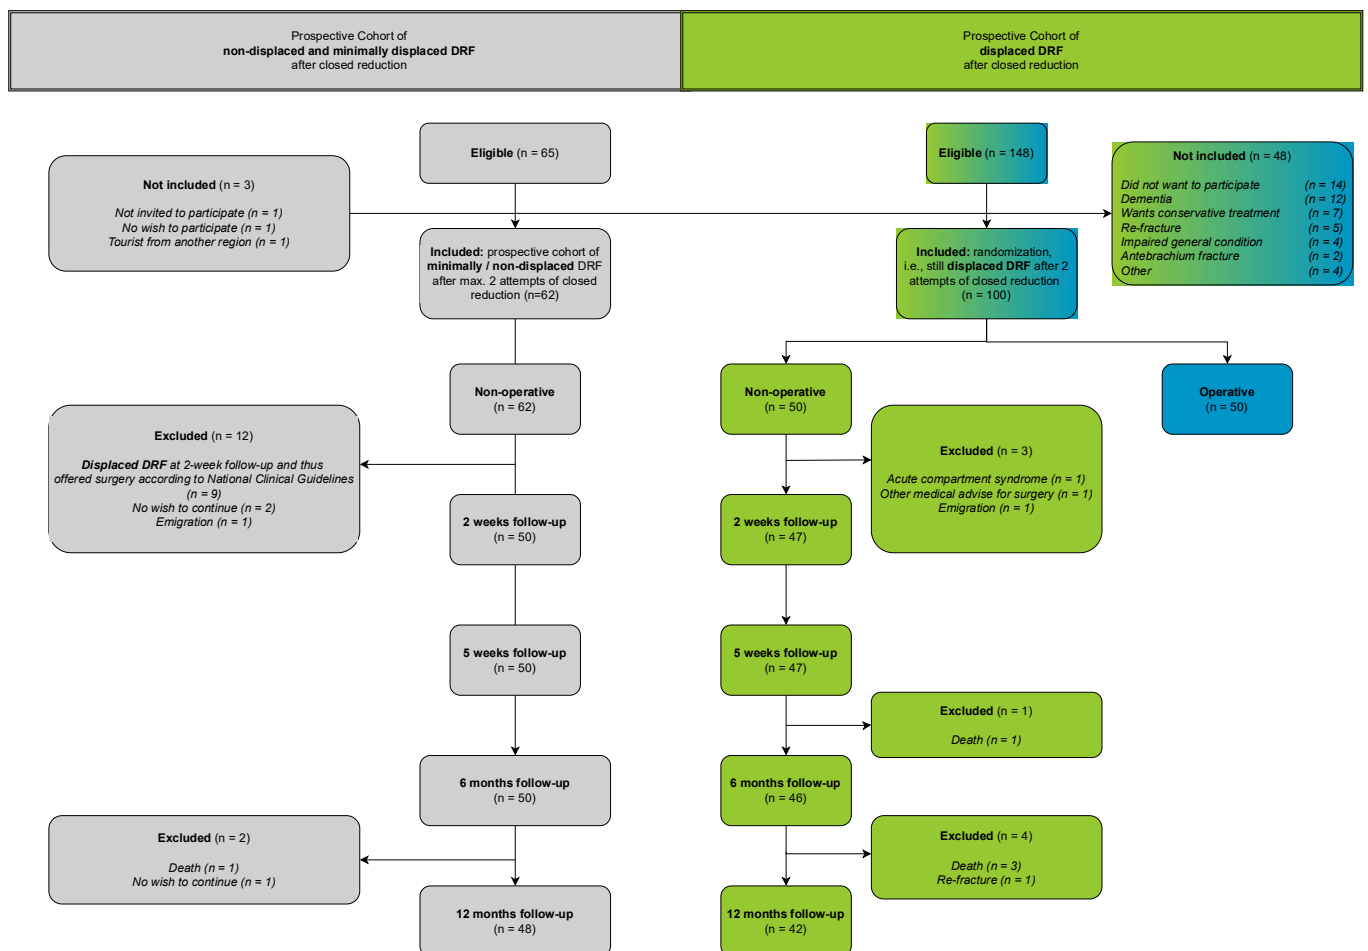 Prospective Cohort of
non-displaced and minimally displaced DRF
after closed reduction
Prospective Cohort of
displaced DRF
after closed reduction
Eligible (n = 65)
Not included (n = 3)
Not invited to participate (n = 1)
No wish to participate (n = 1)
Tourist from another region (n = 1)
Included: prospective cohort of
minimally / non-displaced DRF
after max. 2 attempts of closed
reduction (n=62)
Non-operative
(n = 62)
Excluded (n = 12)
Displaced DRF at 2-week follow-up and thus
offered surgery according to National Clinical Guidelines
(n = 9)
No wish to continue (n = 2)
Emigration (n = 1)
2 weeks follow-up
(n = 50)
5 weeks follow-up
(n = 50)
6 months follow-up
(n = 50)
Excluded (n = 2)
Death (n = 1)
No wish to continue (n = 1)
12 months follow-up
(n = 48)
Eligible (n = 148)
Not included (n = 48)
Did not want to participate (n = 14)
Dementia (n = 12)
Wants conservative treatment (n = 7)
Re-fracture (n = 5)
Impaired general condition (n = 4)
Antebrachium fracture (n = 2)
Other (n = 4)
Included: randomization,
i.e., still displaced DRF after 2
attempts of closed reduction
(n = 100)
Non-operative
(n = 50)
Operative
(n = 50)
Excluded (n = 3)
Acute compartment syndrome (n = 1)
Other medical advise for surgery (n = 1)
Emigration (n = 1)
2 weeks follow-up
(n = 47)
5 weeks follow-up
(n = 47)
Excluded (n = 1)
Death (n = 1)
6 months follow-up
(n = 46)
Excluded (n = 4)
Death (n = 3)
Re-fracture (n = 1)
12 months follow-up
(n = 42)